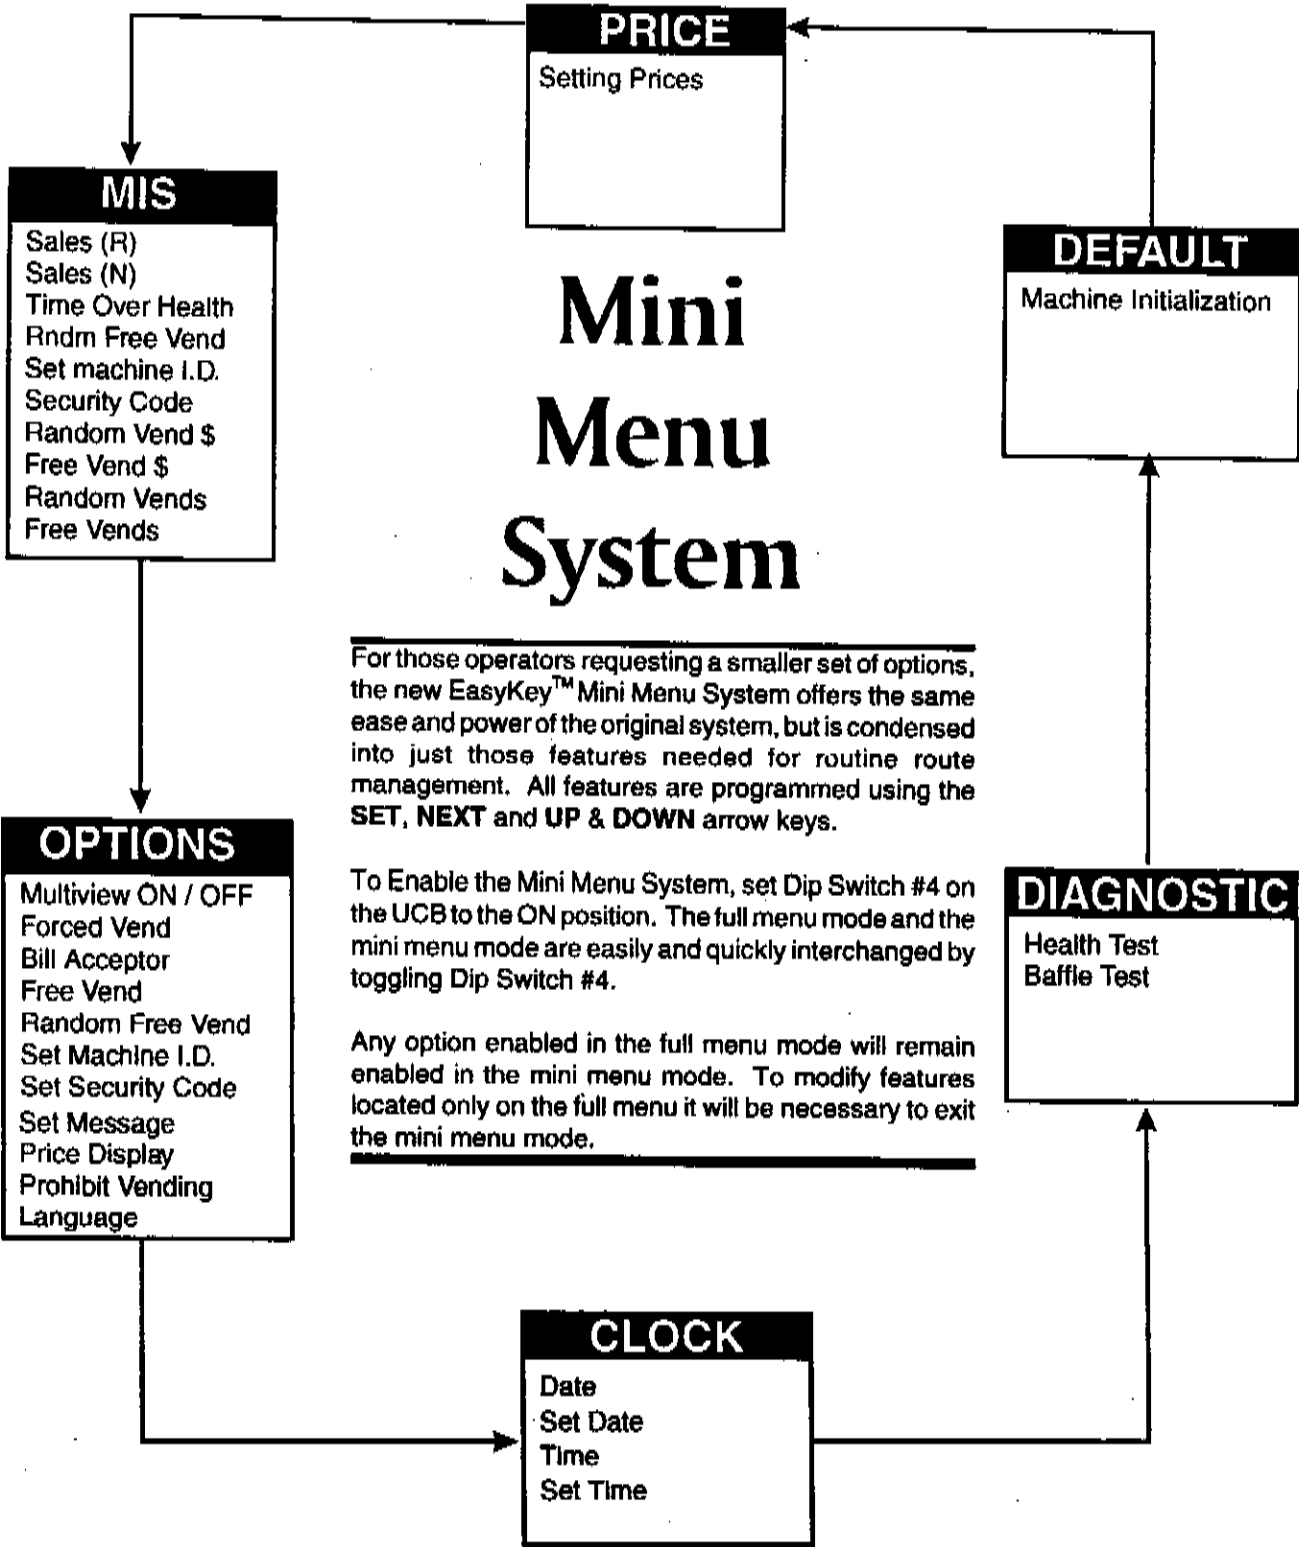 PRICE
Setting Prices
MIS
Sales (R)
Sales (N)
Time Over Health
Rndm Free Vend
Set machine I.D.
Security Code
Random Vend $
Free Vend $
Random Vends
Free Vends
DEFAULT
Machine Initialization
Mini
Menu
System
For those operators requesting a smaller set of options,
the new EasyKey™ Mini Menu System offers the same
ease and power of the original system, but is condensed
into just those features needed for routine route
management. All features are programmed using the
SET, NEXT and UP & DOWN arrow keys.
To Enable the Mini Menu System, set Dip Switch #4 on
the UCB to the ON position. The full menu mode and the
mini menu mode are easily and quickly interchanged by
toggling Dip Switch #4.
Any option enabled in the full menu mode will remain
enabled in the mini menu mode. To modify features
located only on the full menu it will be necessary to exit
the mini menu mode.
OPTIONS
Multiview ON / OFF
Forced Vend
Bill Acceptor
Free Vend
Random Free Vend
Set Machine I.D.
Set Security Code
Set Message
Price Display
Prohibit Vending
Language
DIAGNOSTIC
Health Test
Baffle Test
CLOCK
Date
Set Date
Time
Set Time